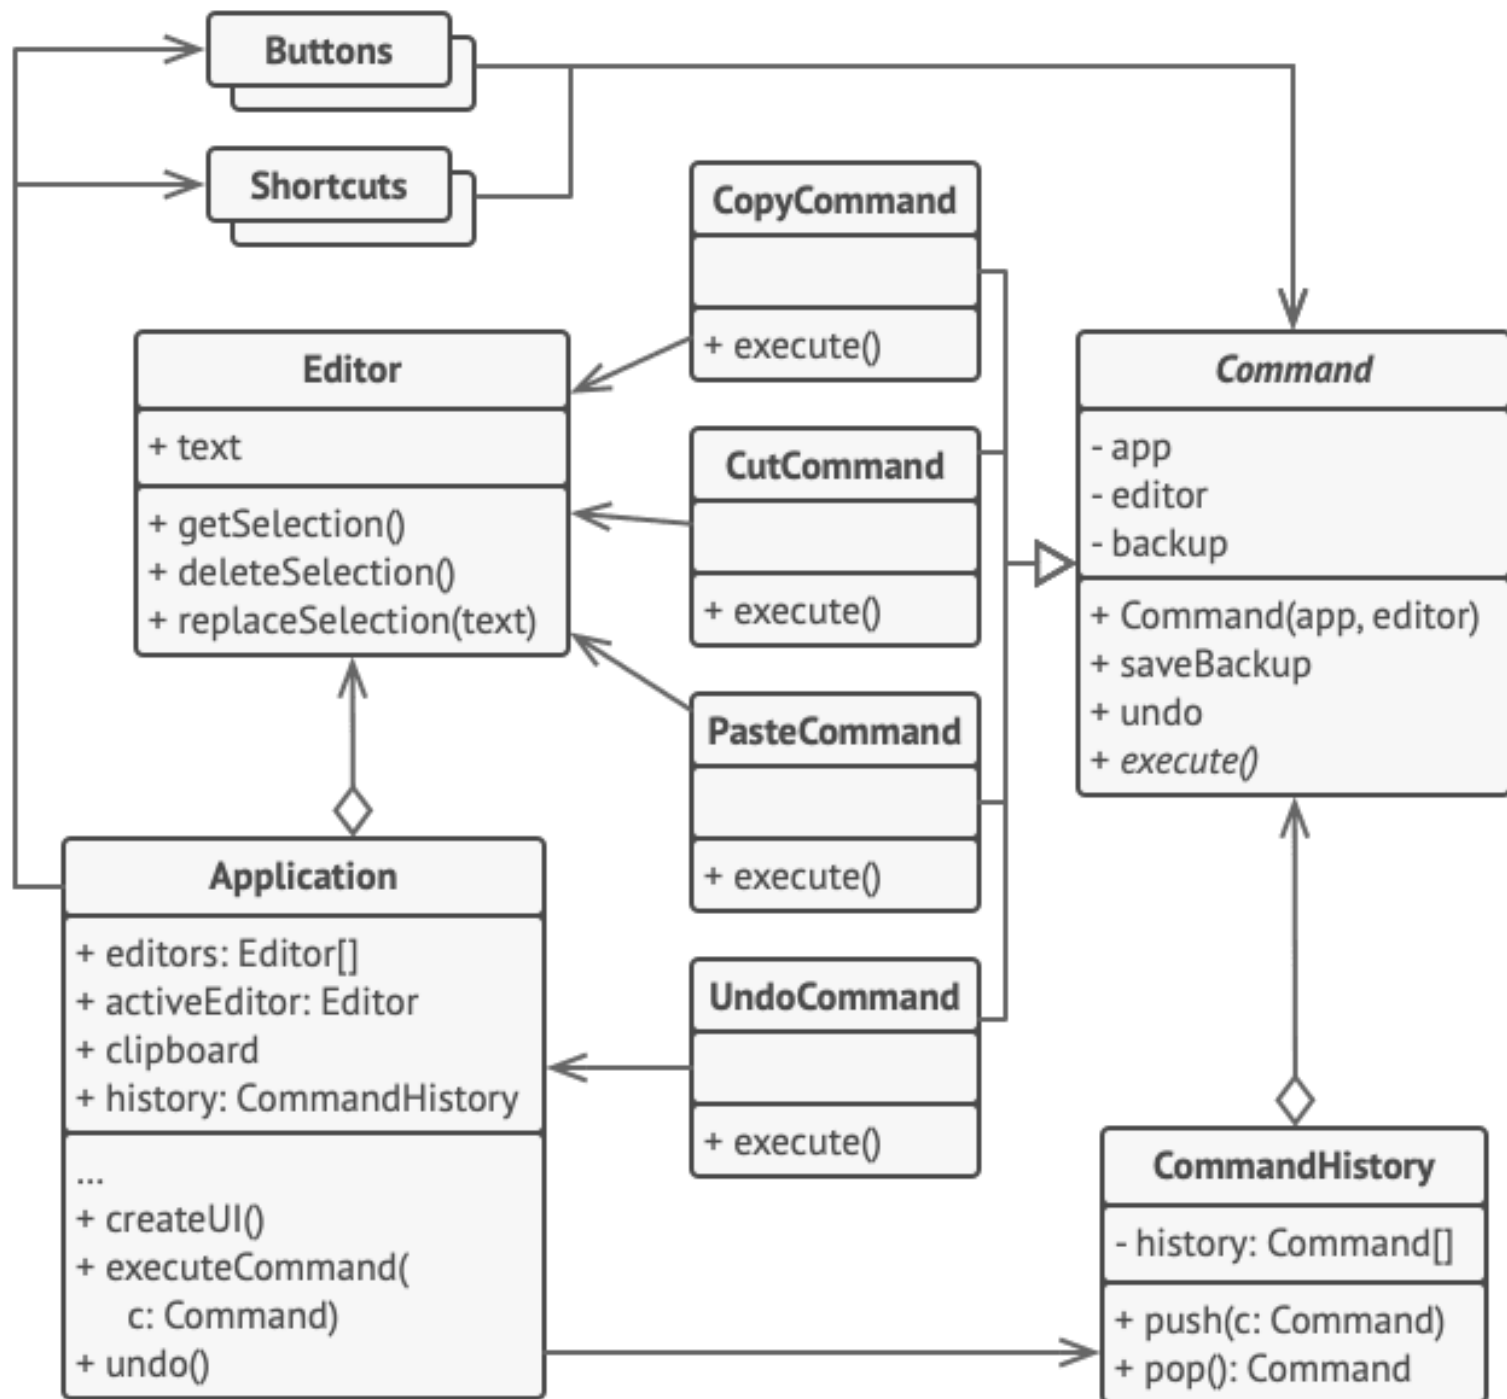 Buttons
Shortcuts
CopyCommand
+ execute()
Editor
+ text
+ getSelection()
+ deleteSelection()
+ replaceSelection(text)
CutCommand
+ execute()
Command
- app
- editor
- backup
+ Command(app, editor)
+ saveBackup
+ undo
+ execute()
PasteCommand
+ execute()
Application
+ editors: Editor[]
+ activeEditor: Editor
+ clipboard
+ history: CommandHistory
...
+ createUI()
+ executeCommand(
c: Command)
+ undo()
UndoCommand
+ execute()
CommandHistory
- history: Command[]
+ push(c: Command)
+ pop(): Command